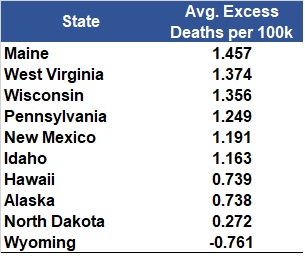 State Avg. Excess Deaths per 100k
Maine 1.457
West Virginia 1.374
Wisconsin 1.356
Pennsylvania 1.249
New Mexico 1.191
Idaho 1.163
Hawaii 0.739
Alaska 0.738
North Dakota 0.272
Wyoming -0.761